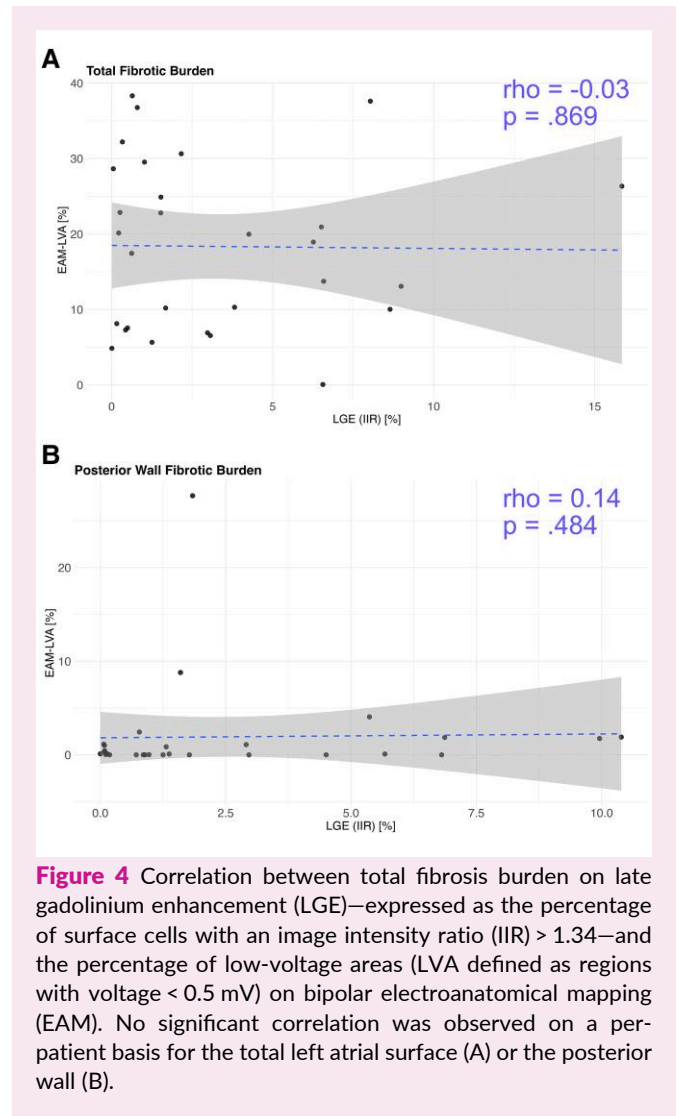 A
Total Fibrotic Burden
rho = -0.03
p = .869
40
30
20
10
0
EAM-LVA [%]
0 5 10 15
LGE (IIR) [%]
B
Posterior Wall Fibrotic Burden
rho = 0.14
p = .484
20
10
0
EAM-LVA [%]
0.0 2.5 5.0 7.5 10.0
LGE (IIR) [%]
Figure 4 Correlation between total fibrosis burden on late
gadolinium enhancement (LGE)—expressed as the percentage
of surface cells with an image intensity ratio (IIR) > 1.34—and
the percentage of low-voltage areas (LVA defined as regions
with voltage < 0.5 mV) on bipolar electroanatomical mapping
(EAM). No significant correlation was observed on a per-
patient basis for the total left atrial surface (A) or the posterior
wall (B).